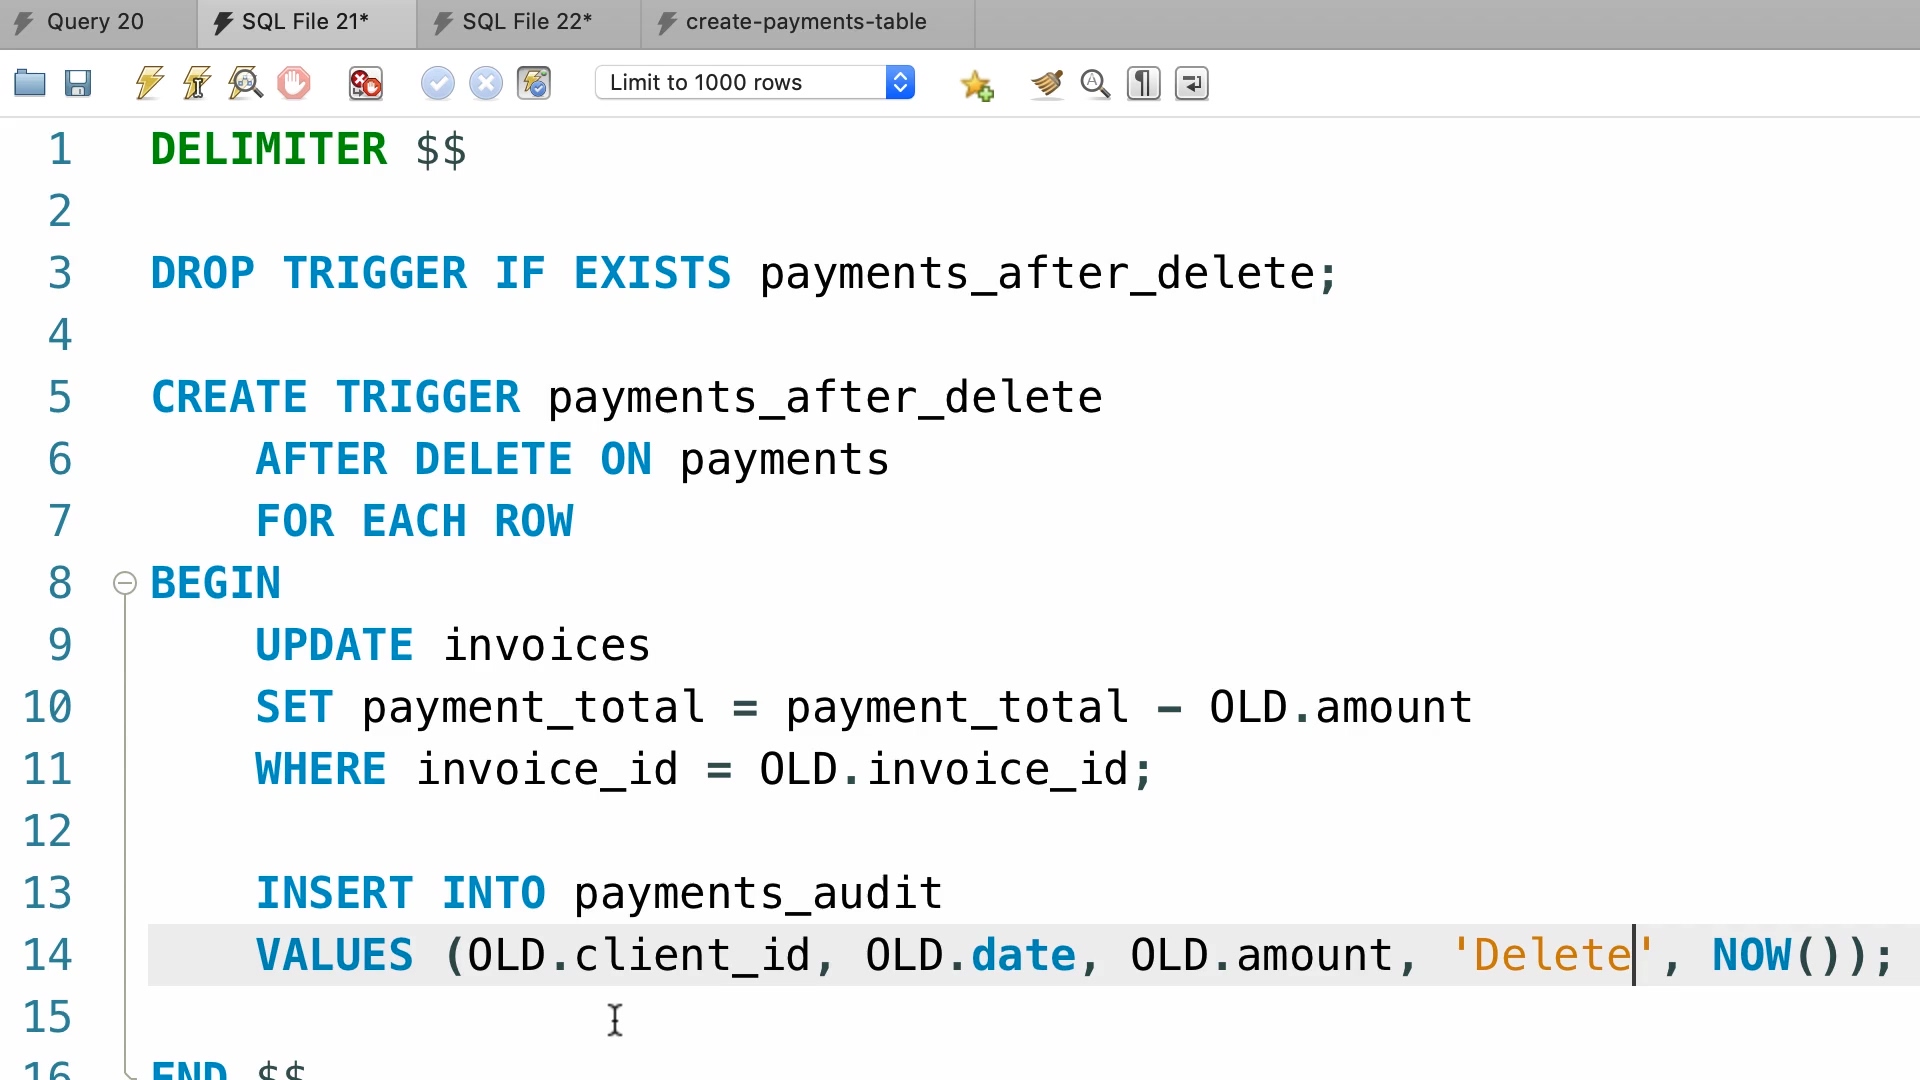 Query 20
SQL File 21*
SQL File 22*
create-payments-table
Limit to 1000 rows
1 DELIMITER $$
2
3 DROP TRIGGER IF EXISTS payments_after_delete;
4
5 CREATE TRIGGER payments_after_delete
6 AFTER DELETE ON payments
7 FOR EACH ROW
8 BEGIN
9 UPDATE invoices
10 SET payment_total = payment_total - OLD.amount
11 WHERE invoice_id = OLD.invoice_id;
12
13 INSERT INTO payments_audit
14 VALUES (OLD.client_id, OLD.date, OLD.amount, 'Delete', NOW());
15
16 END $$